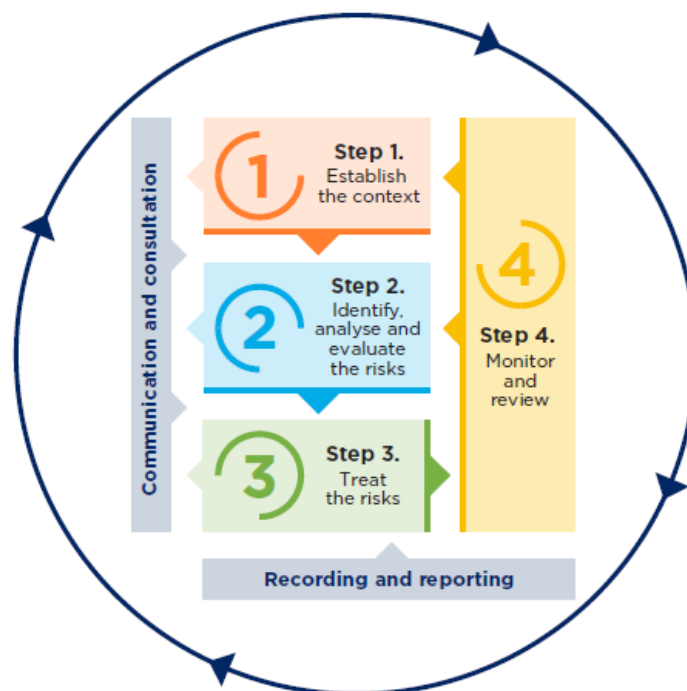 Communication and consultation
1
Step 1.
Establish
the context
2
Step 2.
Identify,
analyse and
evaluate
the risks
3
Step 3.
Treat
the risks
4
Step 4.
Monitor
and
review
Recording and reporting